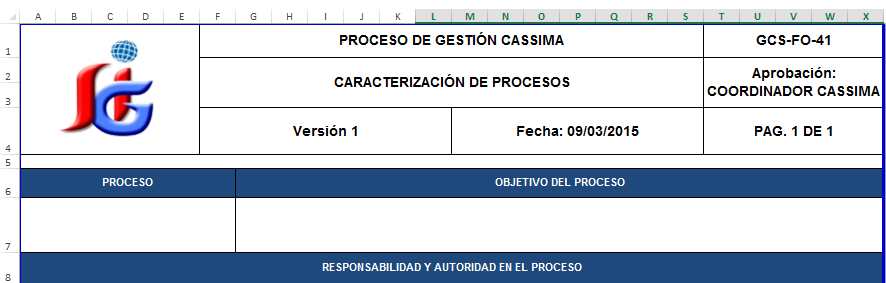 A B C D E F G H I J K L M N O P Q R S T U V W X
1 PROCESO DE GESTIÓN CASSIMA GCS-FO-41
2 CARACTERIZACIÓN DE PROCESOS Aprobación:
COORDINADOR CASSIMA
3
SIG
4 Versión 1 Fecha: 09/03/2015 PAG. 1 DE 1
5
6 PROCESO OBJETIVO DEL PROCESO
7
8 RESPONSABILIDAD Y AUTORIDAD EN EL PROCESO